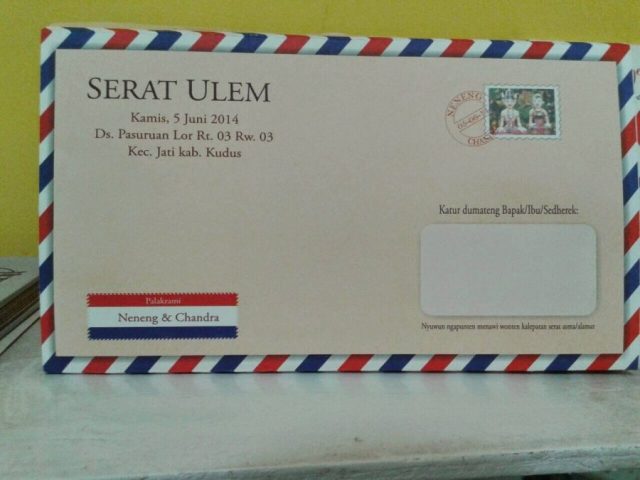 SERAT ULEM
Kamis, 5 Juni 2014
Ds. Pasuruan Lor Rt. 03 Rw. 03
Kec. Jati kab. Kudus
NENENG
Katur dumateng Bapak/Ibu/Sedherek:
Palakrami
Neneng & Chandra
Nyuwun ngapunten menawi wonten kalepatan serat asma/alamat